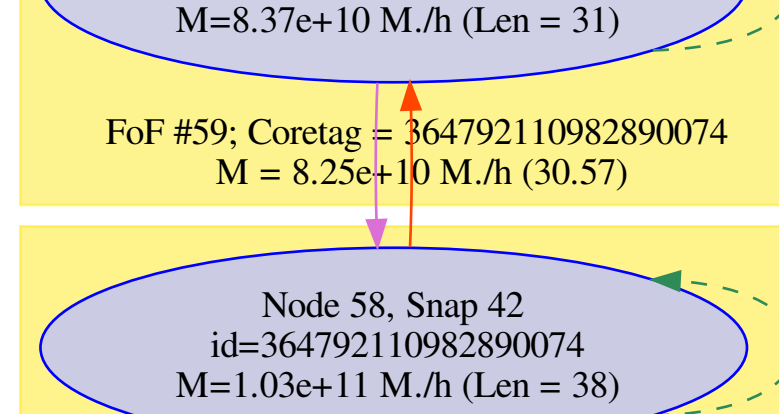 M=8.37e+10 M./h (Len = 31)
FoF #59; Coretag = 364792110982890074
M = 8.25e+10 M./h (30.57)
Node 58, Snap 42
id=364792110982890074
M=1.03e+11 M./h (Len = 38)